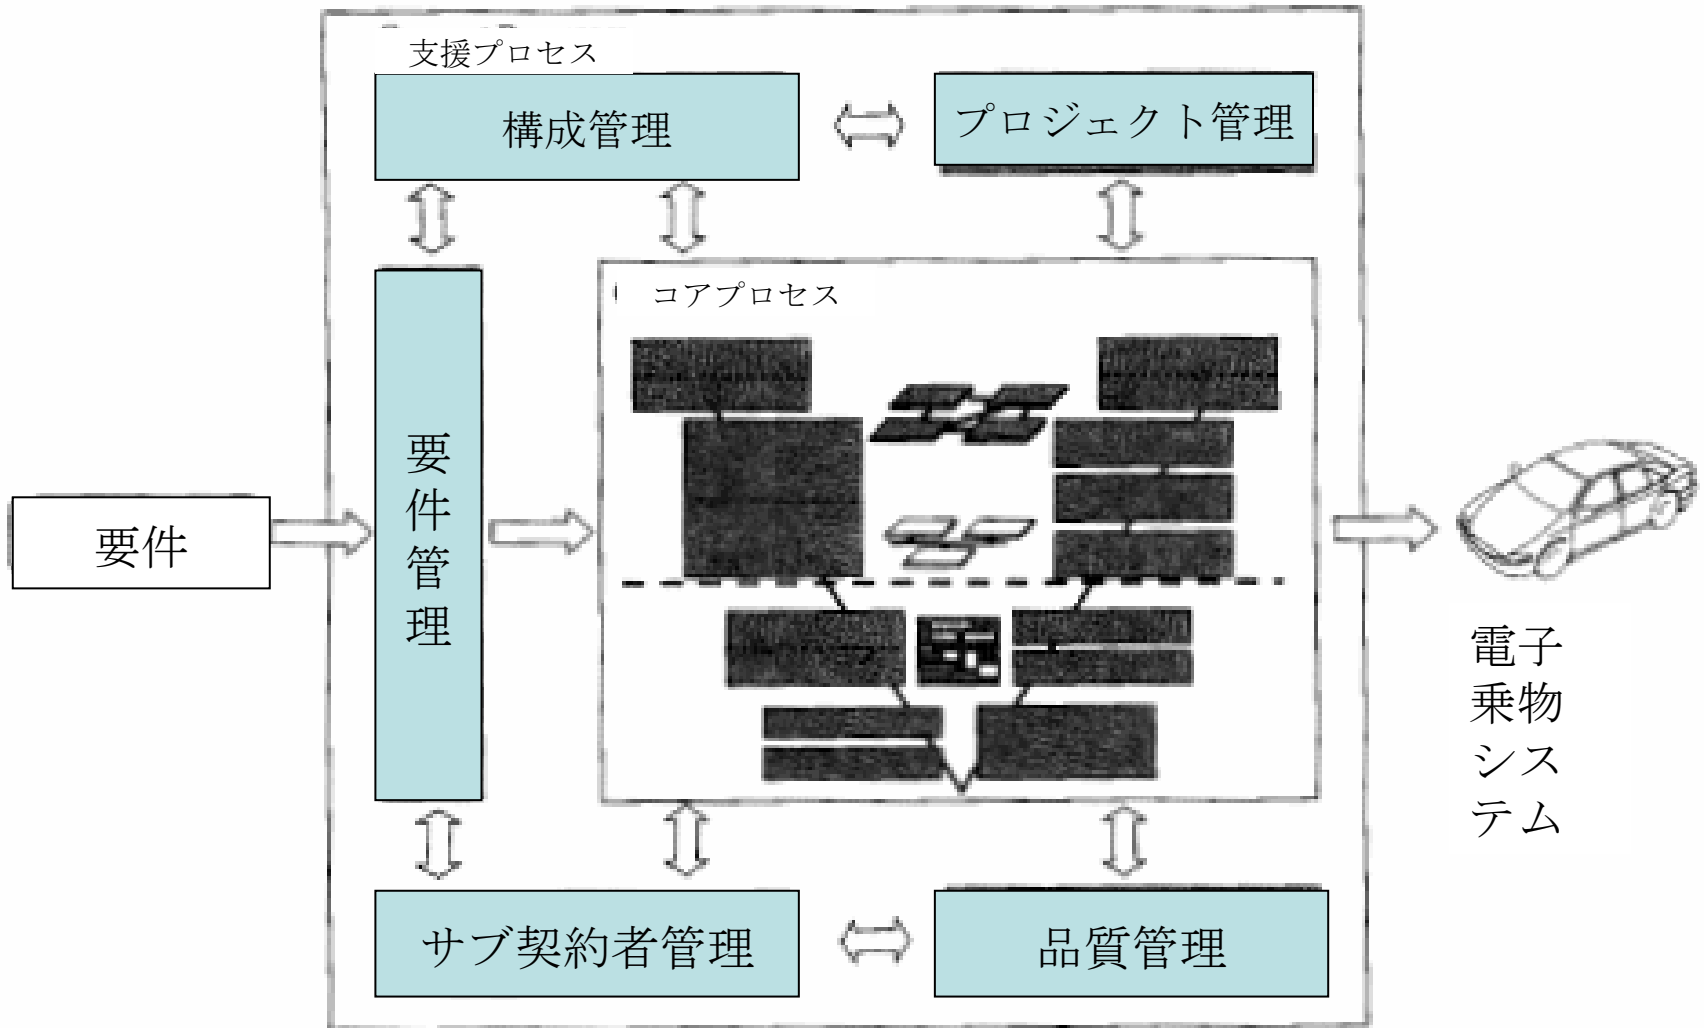 支援プロセス
構成管理
プロジェクト管理
コアプロセス
要件管理
要件
電子
乗物
シス
テム
サブ契約者管理
品質管理